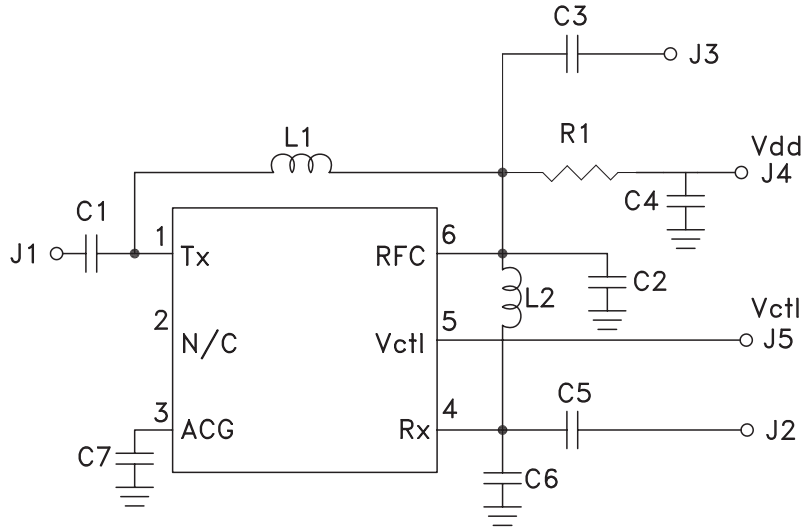 C3
J3
L1
R1
Vdd
J4
C4
C1
J1
1
Tx
RFC
6
C2
L2
2
N/C
Vctl
5
Vctl
J5
3
ACG
Rx
4
C5
J2
C7
C6